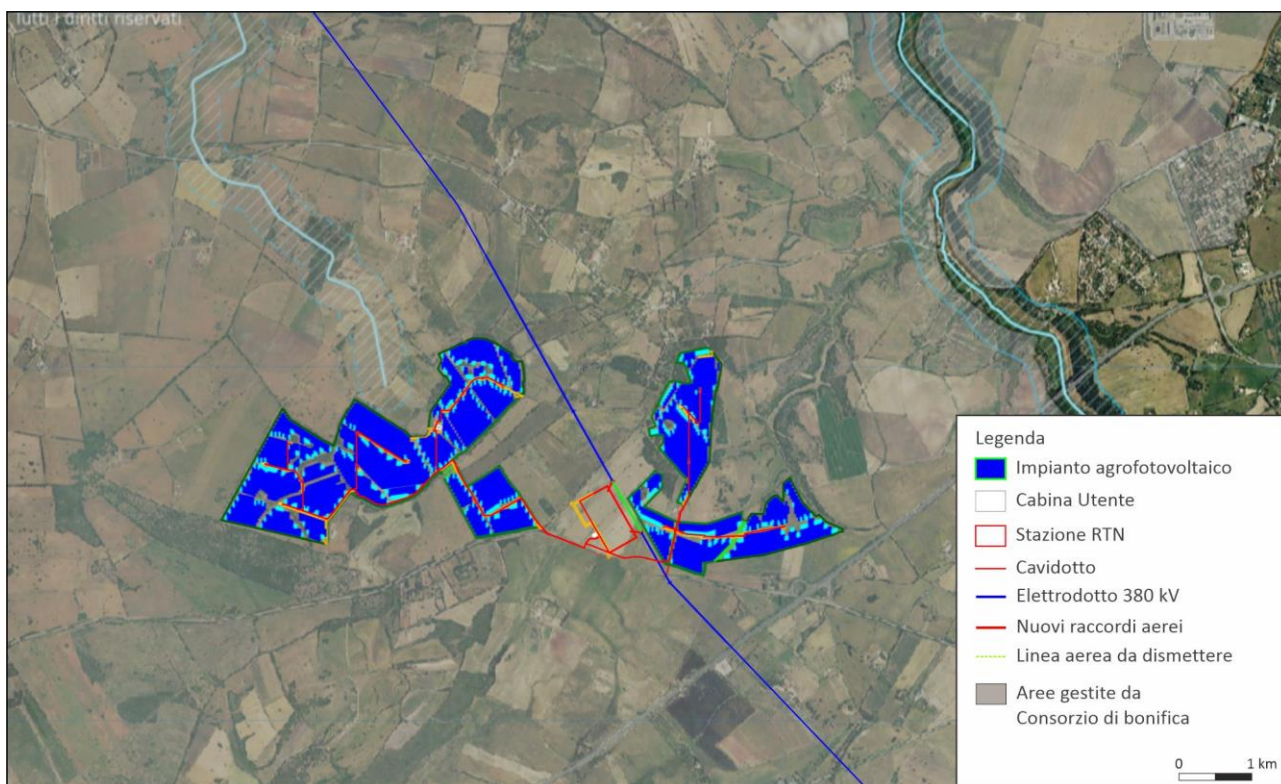 Tutti i diritti riservati
Legenda
Impianto agrofotovoltaico
Cabina Utente
Stazione RTN
Cavidotto
Elettrodotto 380 kV
Nuovi raccordi aerei
Linea aerea da dismettere
Aree gestite da
Consorzio di bonifica
0 1 km